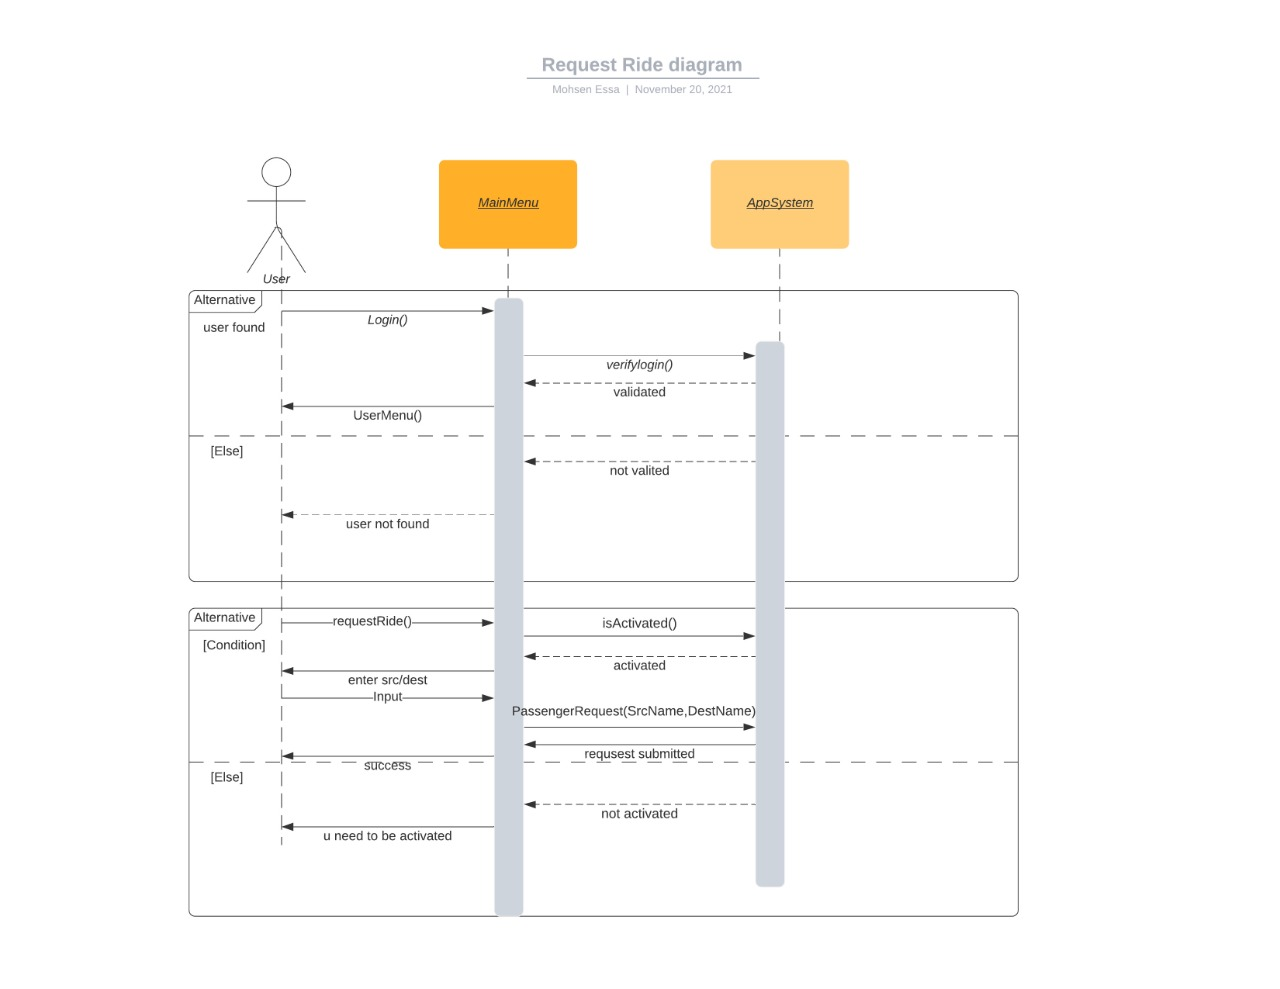 Request Ride diagram
Mohsen Essa | November 20, 2021
MainMenu
AppSystem
User
Alternative
user found
Login()
verifylogin()
validated
UserMenu()
[Else]
not valited
user not found
Alternative
requestRide()
isActivated()
[Condition]
activated
enter src/dest
Input
PassengerRequest(SrcName,DestName)
requsest submitted
success
[Else]
not activated
u need to be activated